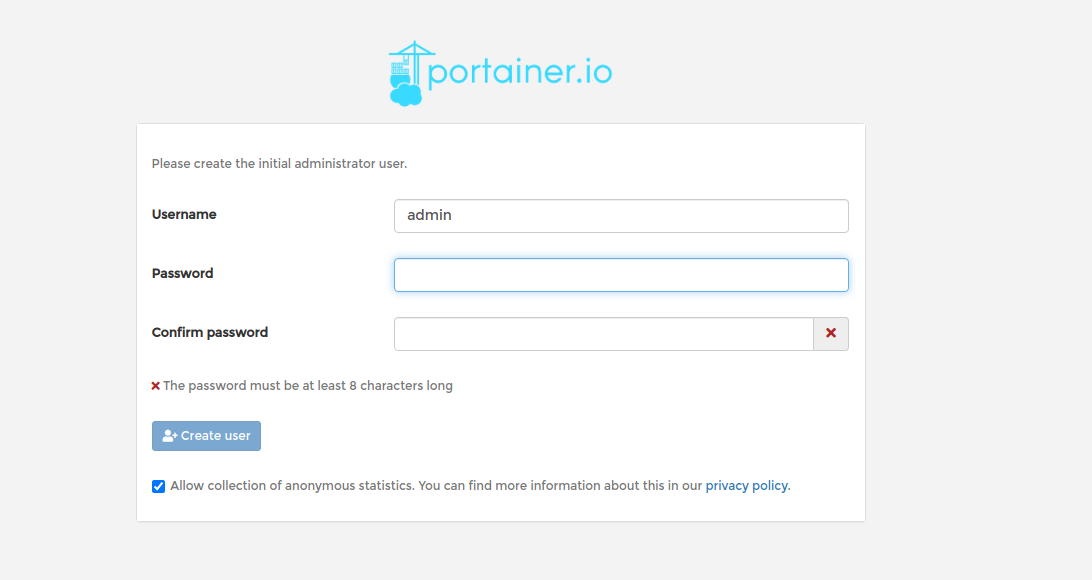 portainer.io
Please create the initial administrator user.
Username
admin
Password
Confirm password
The password must be at least 8 characters long
Create user
Allow collection of anonymous statistics. You can find more information about this in our privacy policy.